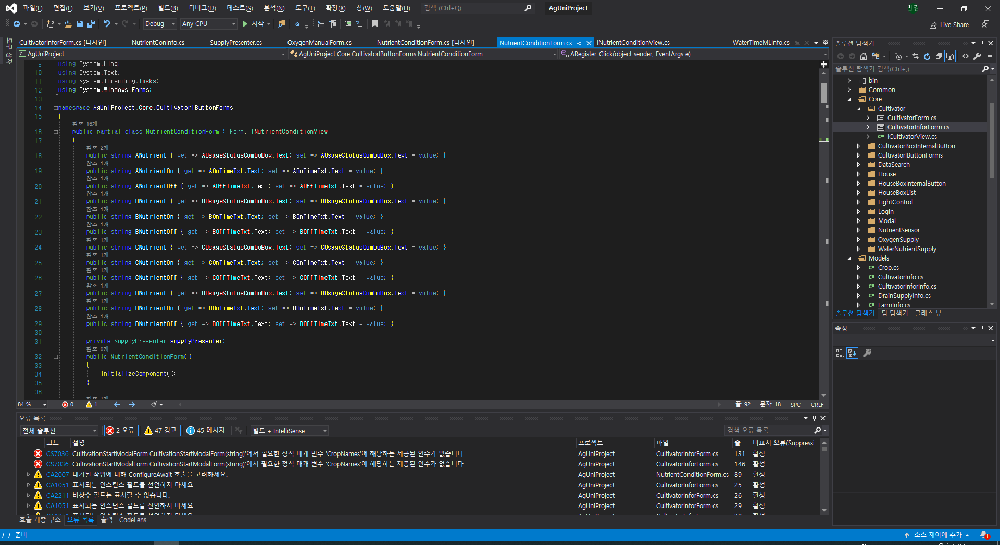 파일(F) 편집(E) 보기(V) 프로젝트(P) 빌드(B) 디버그(D) 테스트(S) 분석(N) 도구(T) 확장(X) 창(W) 도움말(H) 검색 (Ctrl+Q) AgUniProject
Debug Any CPU 시작 Live Share
도구 상자
CultivatorInforForm.cs [디자인] NutrientConInfo.cs SupplyPresenter.cs OxygenManualForm.cs NutrientConditionForm.cs [디자인] NutrientConditionForm.cs INutrientConditionView.cs WaterTimeMLInfo.cs
AgUniProject AgUniProject.Core.CultivatorIButtonForms.NutrientConditionForm ARegister_Click(object sender, EventArgs e)
9 using System.Linq;
10 using System.Text;
11 using System.Threading.Tasks;
12 using System.Windows.Forms;
13
14 namespace AgUniProject.Core.CultivatorIButtonForms
15 {
참조 16개
16 public partial class NutrientConditionForm : Form, INutrientConditionView
17 {
참조 2개
18 public string ANutrient { get => AUsageStatusComboBox.Text; set => AUsageStatusComboBox.Text = value; }
참조 1개
19 public string ANutrientOn { get => AOnTimeTxt.Text; set => AOnTimeTxt.Text = value; }
참조 1개
20 public string ANutrientOff { get => AOffTimeTxt.Text; set => AOffTimeTxt.Text = value; }
참조 1개
21 public string BNutrient { get => BUsageStatusComboBox.Text; set => BUsageStatusComboBox.Text = value; }
참조 1개
22 public string BNutrientOn { get => BOnTimeTxt.Text; set => BOnTimeTxt.Text = value; }
참조 1개
23 public string BNutrientOff { get => BOffTimeTxt.Text; set => BOffTimeTxt.Text = value; }
참조 1개
24 public string CNutrient { get => CUsageStatusComboBox.Text; set => CUsageStatusComboBox.Text = value; }
참조 1개
25 public string CNutrientOn { get => COnTimeTxt.Text; set => COnTimeTxt.Text = value; }
참조 1개
26 public string CNutrientOff { get => COffTimeTxt.Text; set => COffTimeTxt.Text = value; }
참조 1개
27 public string DNutrient { get => DUsageStatusComboBox.Text; set => DUsageStatusComboBox.Text = value; }
참조 1개
28 public string DNutrientOn { get => DOnTimeTxt.Text; set => DOnTimeTxt.Text = value; }
참조 1개
29 public string DNutrientOff { get => DOffTimeTxt.Text; set => DOffTimeTxt.Text = value; }
30
31 private SupplyPresenter supplyPresenter;
참조 0개
32 public NutrientConditionForm()
33 {
34 InitializeComponent();
35 }
36
84 % 0 1 줄: 92 문자: 18 SPC CRLF
오류 목록
전체 솔루션 2 오류 47 경고 45 메시지 빌드 + IntelliSense 검색 오류 목록
코드 설명 프로젝트 파일 줄 비표시 오류(Suppress
CS7036 CultivationStartModalForm.CultivationStartModalForm(string)'에서 필요한 정식 매개 변수 'CropNames'에 해당하는 제공된 인수가 없습니다. AgUniProject CultivatorInforForm.cs 131 활성
CS7036 CultivationStartModalForm.CultivationStartModalForm(string)'에서 필요한 정식 매개 변수 'CropNames'에 해당하는 제공된 인수가 없습니다. AgUniProject CultivatorInforForm.cs 146 활성
CA2007 대기된 작업에 대해 ConfigureAwait 호출을 고려하세요. AgUniProject NutrientConditionForm.cs 89 활성
CA1051 표시되는 인스턴스 필드를 선언하지 마세요. AgUniProject CultivatorInforForm.cs 25 활성
CA2211 비상수 필드는 표시할 수 없습니다. AgUniProject CultivatorInforForm.cs 26 활성
CA1051 표시되는 인스턴스 필드를 선언하지 마세요. AgUniProject CultivatorInforForm.cs 29 활성
호출 계층 구조 오류 목록 출력 CodeLens
솔루션 탐색기
솔루션 탐색기 검색(Ctrl+;)
bin
Common
Core
Cultivator
CultivatorForm.cs
CultivatorInforForm.cs
ICultivatorView.cs
CultivatorBoxInternalButton
CultivatorIButtonForms
DataSearch
House
HouseBoxInternalButton
HouseBoxList
LightControl
Login
Modal
NutrientSensor
OxygenSupply
WaterNutrientSupply
Models
Crop.cs
CultivatorInfo.cs
CultivatorInforInfo.cs
DrainSupplyInfo.cs
FarmInfo.cs
솔루션 탐색기 팀 탐색기 클래스 뷰
속성
준비 소스 제어에 추가 1